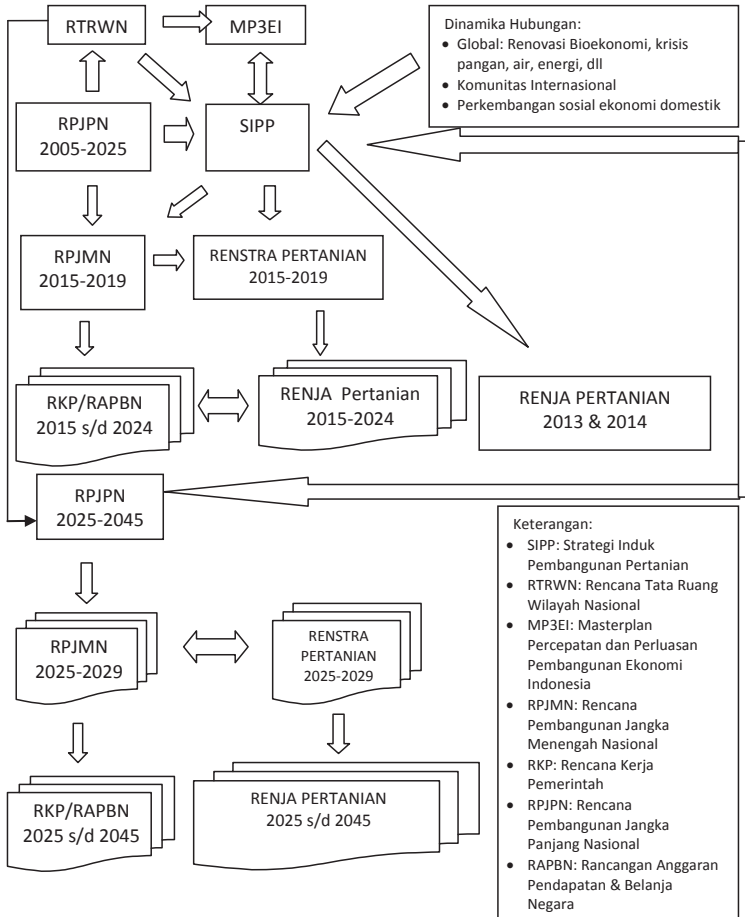 RTRWN
MP3EI
Dinamika Hubungan:
• Global: Renovasi Bioekonomi, krisis
pangan, air, energi, dll
• Komunitas Internasional
• Perkembangan sosial ekonomi domestik
RPJPN
2005-2025
SIPP
RPJMN
2015-2019
RENSTRA PERTANIAN
2015-2019
RKP/RAPBN
2015 s/d 2024
RENJA Pertanian
2015-2024
RENJA PERTANIAN
2013 & 2014
RPJPN
2025-2045
RPJMN
2025-2029
RENSTRA
PERTANIAN
2025-2029
RKP/RAPBN
2025 s/d 2045
RENJA PERTANIAN
2025 s/d 2045
Keterangan:
• SIPP: Strategi Induk
Pembangunan Pertanian
• RTRWN: Rencana Tata Ruang
Wilayah Nasional
• MP3EI: Masterplan
Percepatan dan Perluasan
Pembangunan Ekonomi
Indonesia
• RPJMN: Rencana
Pembangunan Jangka
Menengah Nasional
• RKP: Rencana Kerja
Pemerintah
• RPJPN: Rencana
Pembangunan Jangka
Panjang Nasional
• RAPBN: Rancangan Anggaran
Pendapatan & Belanja
Negara